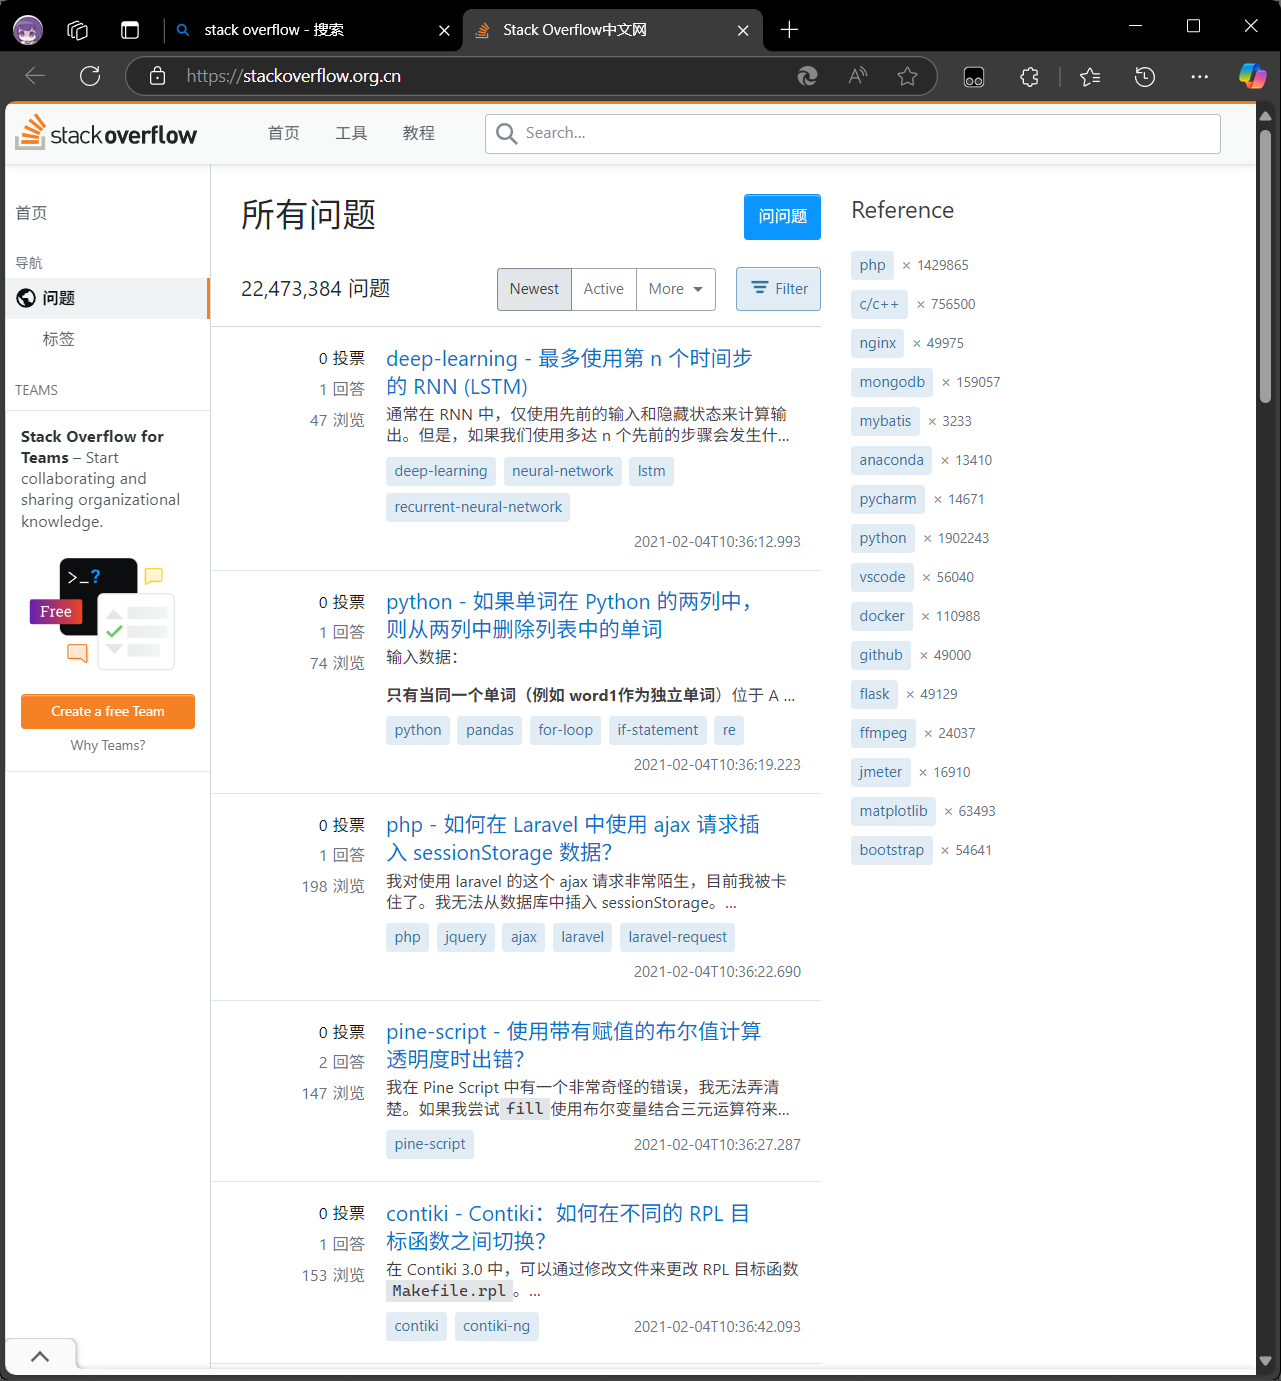 stack overflow - 搜索
Stack Overflow中文网
https://stackoverflow.org.cn
stackoverflow
首页
工具
教程
Search...
首页
导航
问题
标签
TEAMS
Stack Overflow for
Teams – Start
collaborating and
sharing organizational
knowledge.
>_?
Free
Create a free Team
Why Teams?
所有问题
问问题
22,473,384 问题
Newest
Active
More
Filter
0 投票
1 回答
47 浏览
deep-learning - 最多使用第 n 个时间步
的 RNN (LSTM)
通常在 RNN 中，仅使用先前的输入和隐藏状态来计算输
出。但是，如果我们使用多达 n 个先前的步骤会发生什...
deep-learning neural-network lstm
recurrent-neural-network
2021-02-04T10:36:12.993
0 投票
1 回答
74 浏览
python - 如果单词在 Python 的两列中，
则从两列中删除列表中的单词
输入数据：
只有当同一个单词（例如 word1作为独立单词）位于 A ...
python pandas for-loop if-statement re
2021-02-04T10:36:19.223
0 投票
1 回答
198 浏览
php - 如何在 Laravel 中使用 ajax 请求插
入 sessionStorage 数据？
我对使用 laravel 的这个 ajax 请求非常陌生，目前我被卡
住了。我无法从数据库中插入 sessionStorage。...
php jquery ajax laravel laravel-request
2021-02-04T10:36:22.690
0 投票
2 回答
147 浏览
pine-script - 使用带有赋值的布尔值计算
透明度时出错？
我在 Pine Script 中有一个非常奇怪的错误，我无法弄清
楚。如果我尝试 fill 使用布尔变量结合三元运算符来...
pine-script
2021-02-04T10:36:27.287
0 投票
1 回答
153 浏览
contiki - Contiki：如何在不同的 RPL 目
标函数之间切换？
在 Contiki 3.0 中，可以通过修改文件来更改 RPL 目标函数
Makefile.rpl 。...
contiki contiki-ng
2021-02-04T10:36:42.093
Reference
php × 1429865
c/c++ × 756500
nginx × 49975
mongodb × 159057
mybatis × 3233
anaconda × 13410
pycharm × 14671
python × 1902243
vscode × 56040
docker × 110988
github × 49000
flask × 49129
ffmpeg × 24037
jmeter × 16910
matplotlib × 63493
bootstrap × 54641